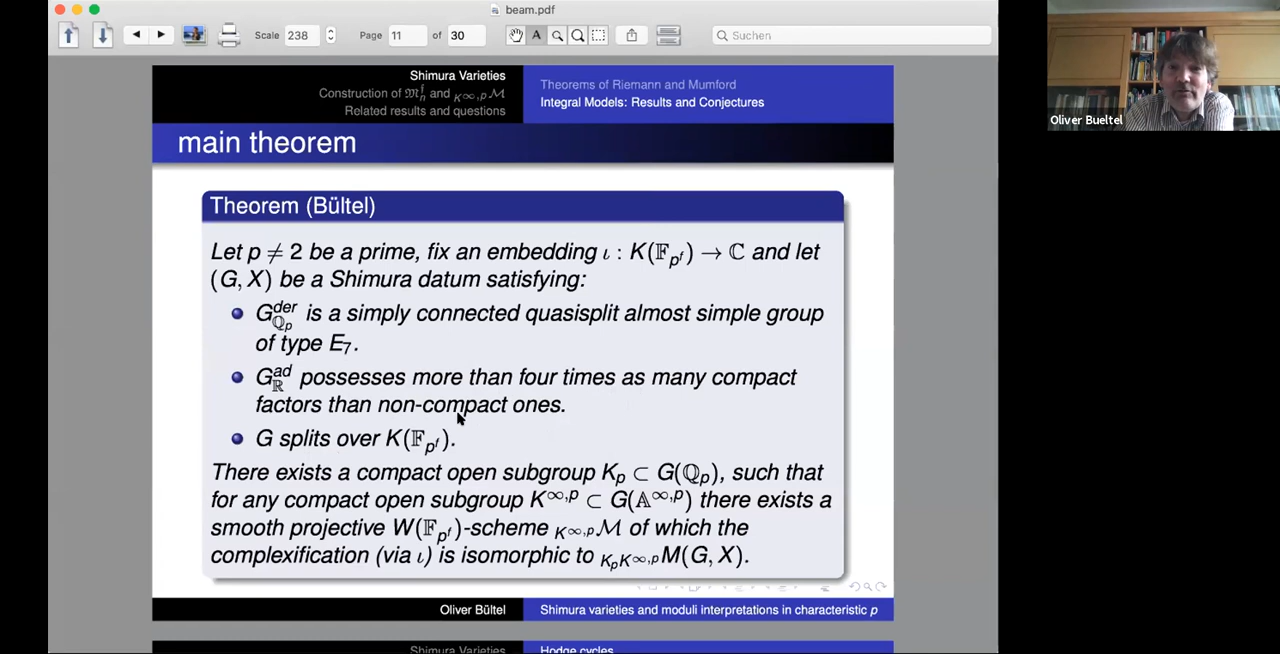 beam.pdf
Scale 238
Page 11 of 30
Suchen
Shimura Varieties
Construction of 𝔐ᶠₙ and K∞,p ℳ
Related results and questions
Theorems of Riemann and Mumford
Integral Models: Results and Conjectures
Oliver Bueltel
main theorem
Theorem (Bültel)
Let p ≠ 2 be a prime, fix an embedding ι : K(𝔽_{p^f}) → ℂ and let
(G, X) be a Shimura datum satisfying:
G^{der}_{ℚ_p} is a simply connected quasisplit almost simple group
of type E₇.
G^{ad}_ℝ possesses more than four times as many compact
factors than non-compact ones.
G splits over K(𝔽_{p^f}).
There exists a compact open subgroup K_p ⊂ G(ℚ_p), such that
for any compact open subgroup K^{∞,p} ⊂ G(𝔸^{∞,p}) there exists a
smooth projective W(𝔽_{p^f})-scheme _{K^{∞,p}}ℳ of which the
complexification (via ι) is isomorphic to _{K_pK^{∞,p}}M(G, X).
Oliver Bültel
Shimura varieties and moduli interpretations in characteristic p
Shimura Varieties
Hodge cycles